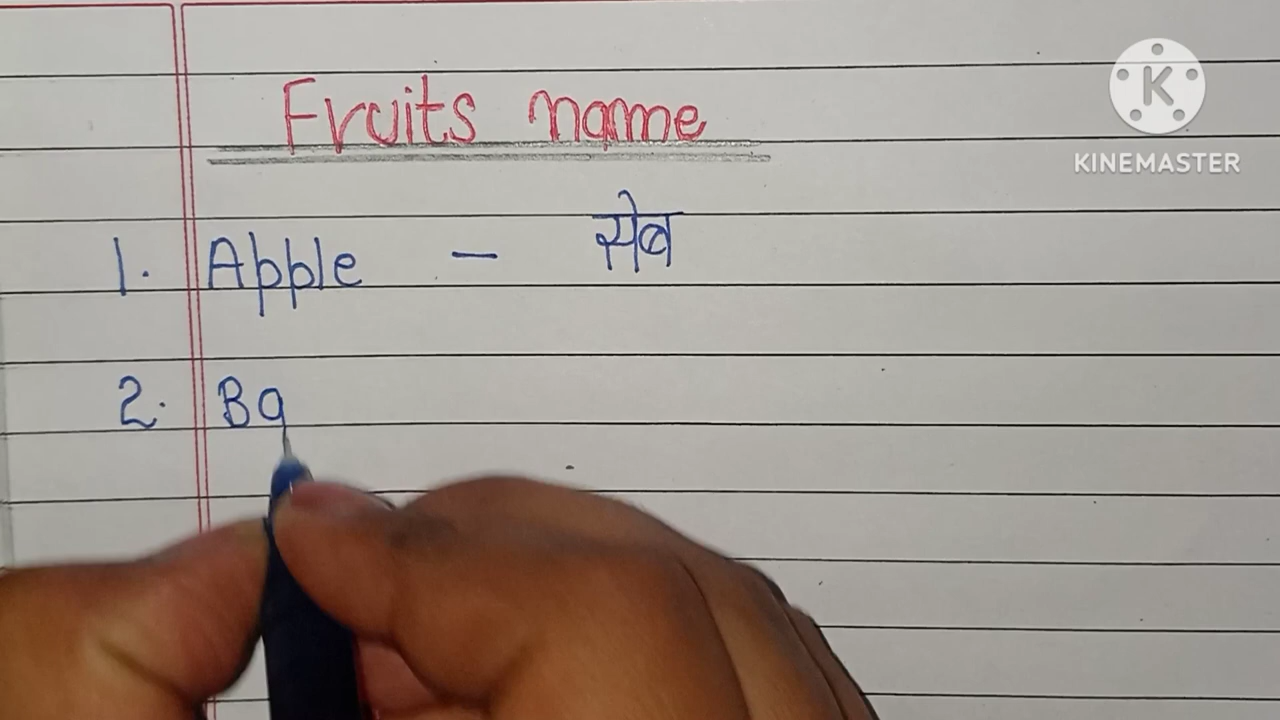 Fruits name
K
KINEMASTER
1. Apple - सेब
2. Ba